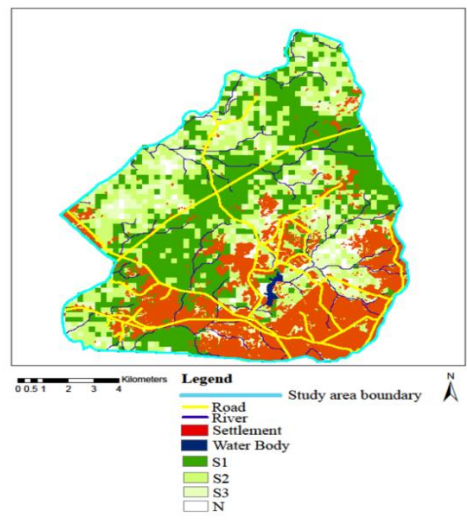 0 0.5 1 2 3 4 Kilometers
N
Legend
Study area boundary
Road
River
Settlement
Water Body
S1
S2
S3
N